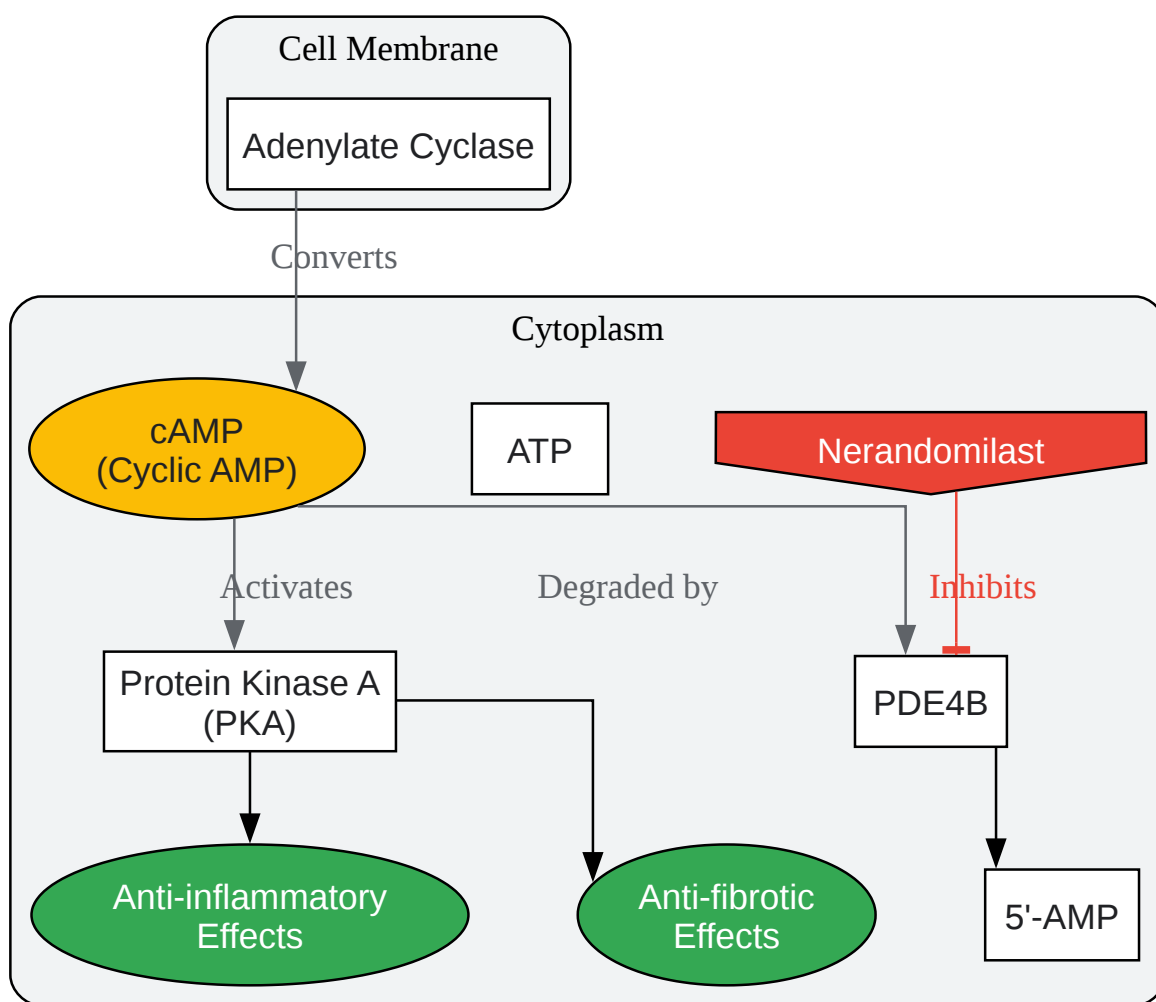 Cell Membrane
Adenylate Cyclase
Converts
Cytoplasm
cAMP
(Cyclic AMP)
ATP
Nerandomilast
Activates
Degraded by
Inhibits
Protein Kinase A
(PKA)
PDE4B
Anti-inflammatory
Effects
Anti-fibrotic
Effects
5'-AMP